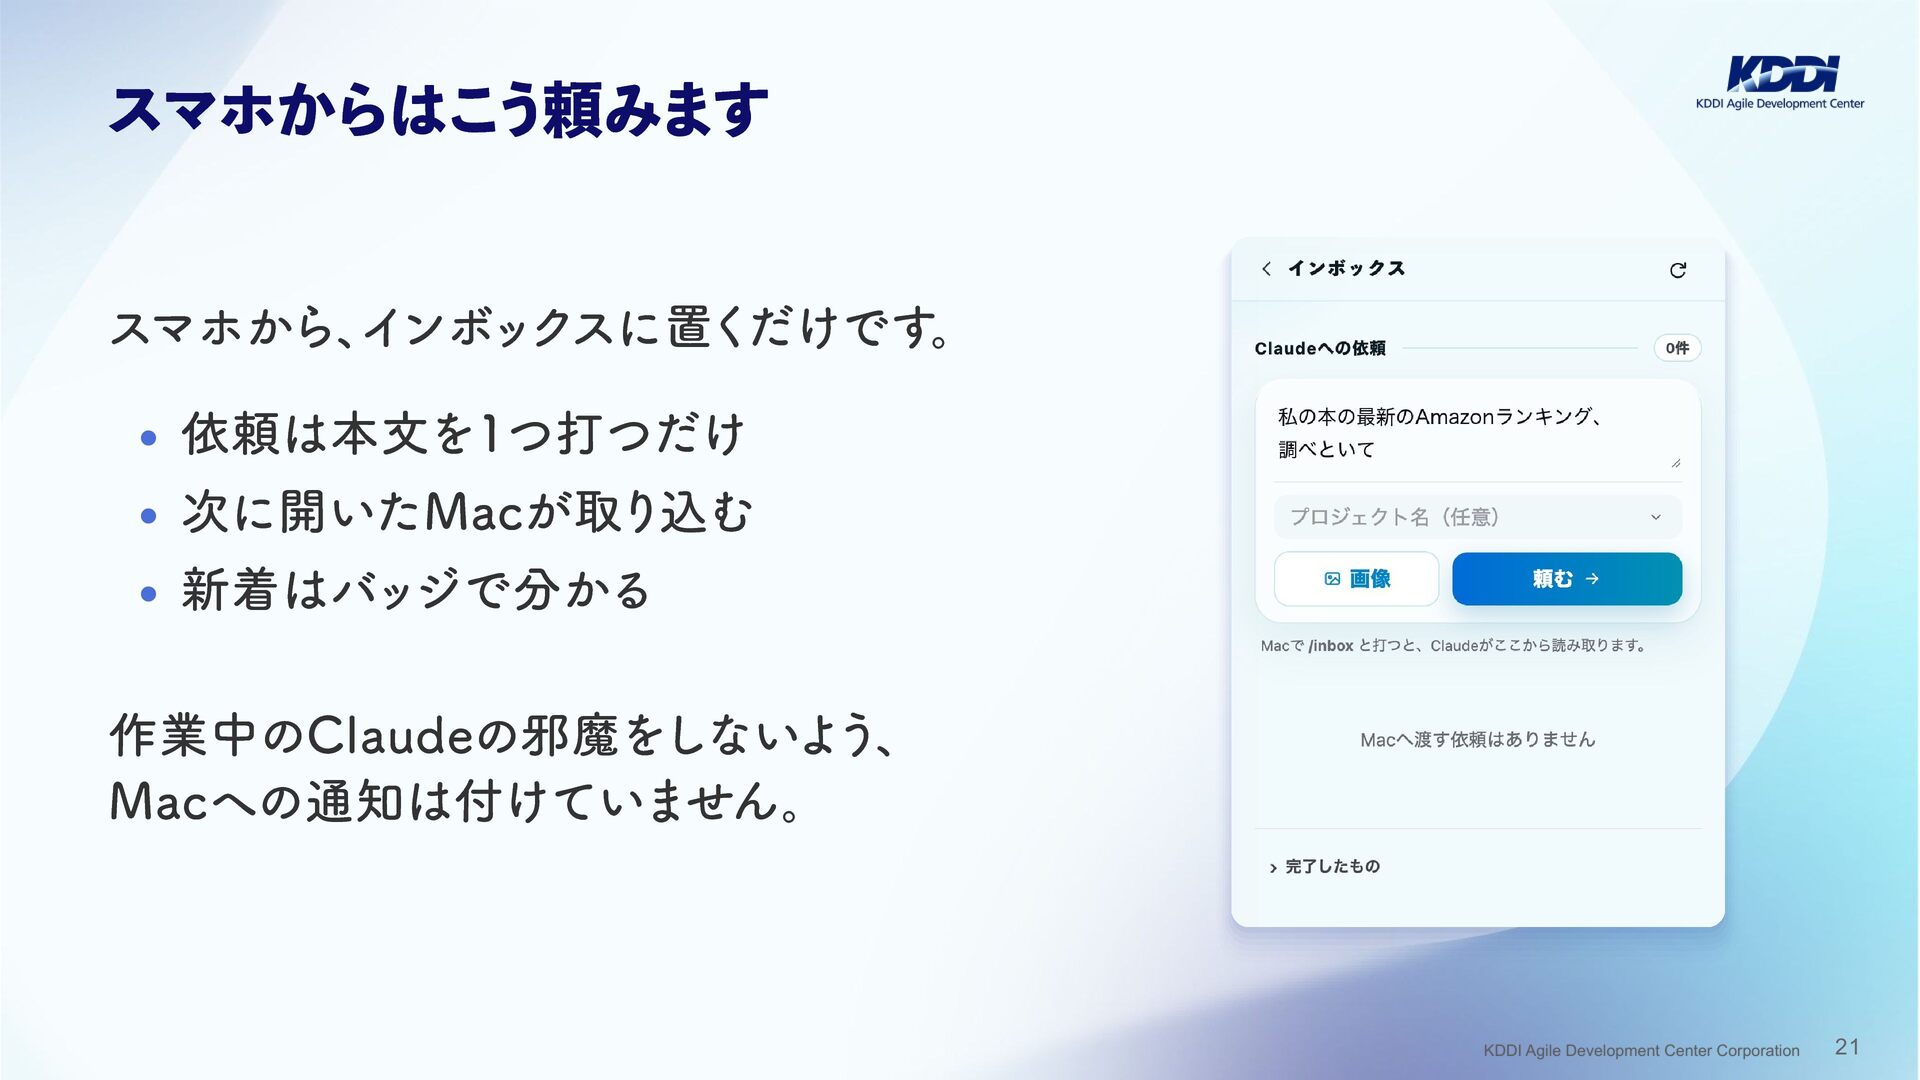 スマホからはこう頼みます
KDDI
KDDI Agile Development Center
スマホから、インボックスに置くだけです。
• 依頼は本文を1つ打つだけ
• 次に開いたMacが取り込む
• 新着はバッジで分かる
作業中のClaudeの邪魔をしないよう、
Macへの通知は付けていません。
インボックス
Claudeへの依頼
0件
私の本の最新のAmazonランキング、
調べといて
プロジェクト名（任意）
画像
頼む →
Macで /inbox と打つと、Claudeがここから読み取ります。
Macへ渡す依頼はありません
完了したもの
KDDI Agile Development Center Corporation
21